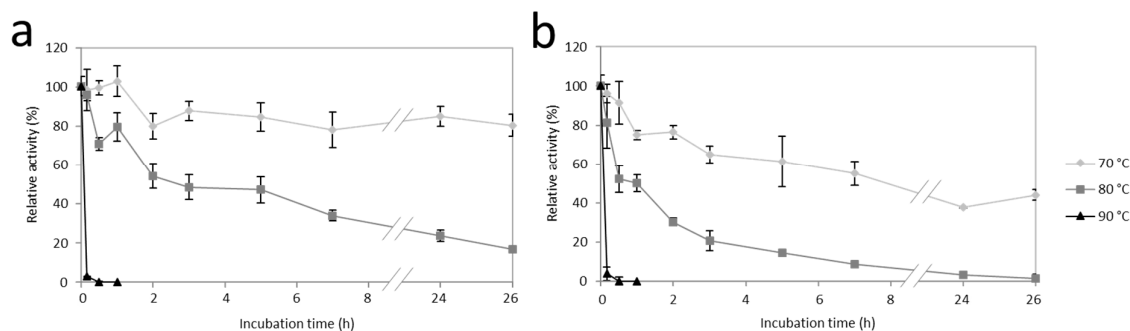 a
120
100
80
60
40
20
0
Relative activity (%)
0 2 4 6 8 24 26
Incubation time (h)
b
120
100
80
60
40
20
0
Relative activity (%)
0 2 4 6 8 24 26
Incubation time (h)
70 °C
80 °C
90 °C